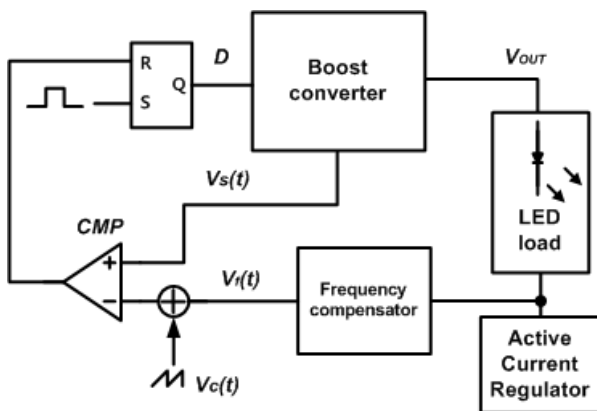 R
S
Q
D
Boost
converter
VOUT
VS(t)
CMP
+
−
Vf(t)
Frequency
compensator
LED
load
Active
Current
Regulator
VC(t)